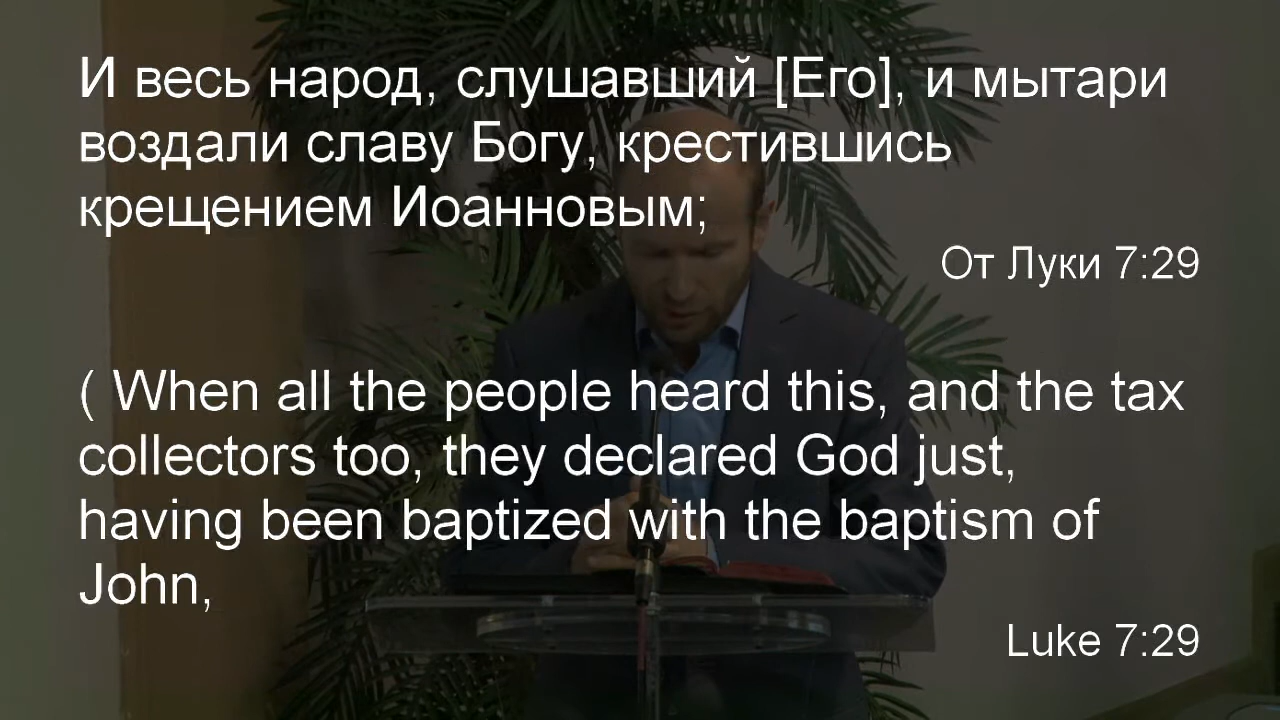 И весь народ, слушавший [Его], и мытари
воздали славу Богу, крестившись
крещением Иоанновым;
От Луки 7:29
( When all the people heard this, and the tax
collectors too, they declared God just,
having been baptized with the baptism of
John,
Luke 7:29